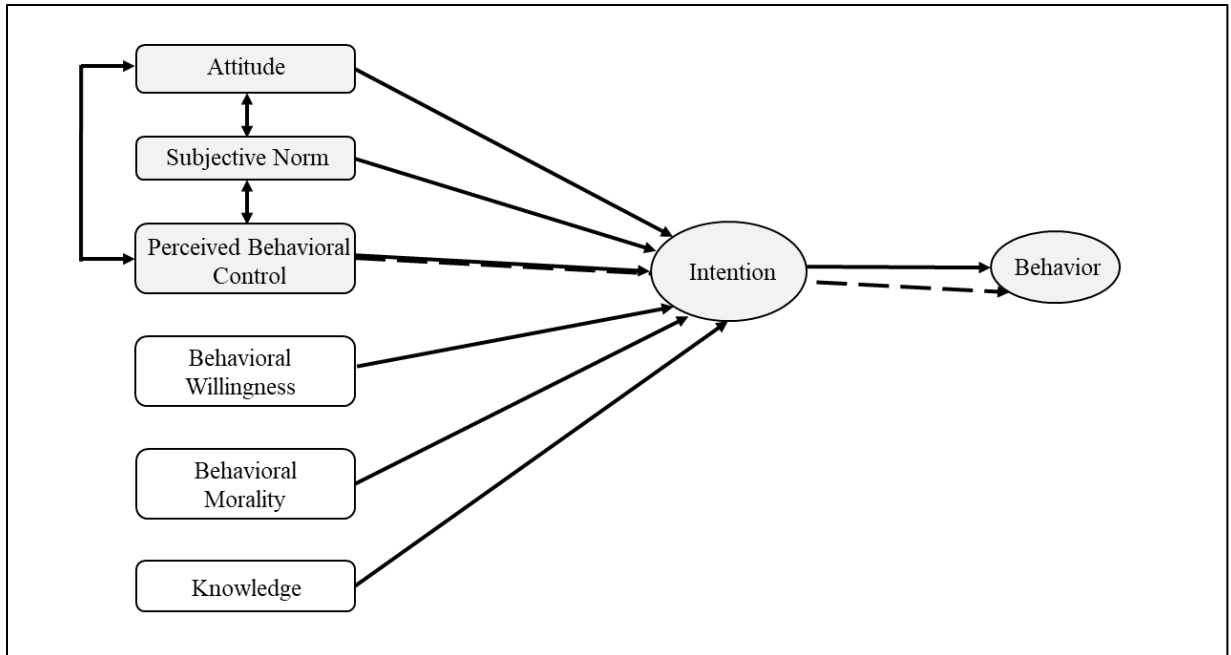 Attitude
Subjective Norm
Perceived Behavioral
Control
Behavioral
Willingness
Behavioral
Morality
Knowledge
Intention
Behavior